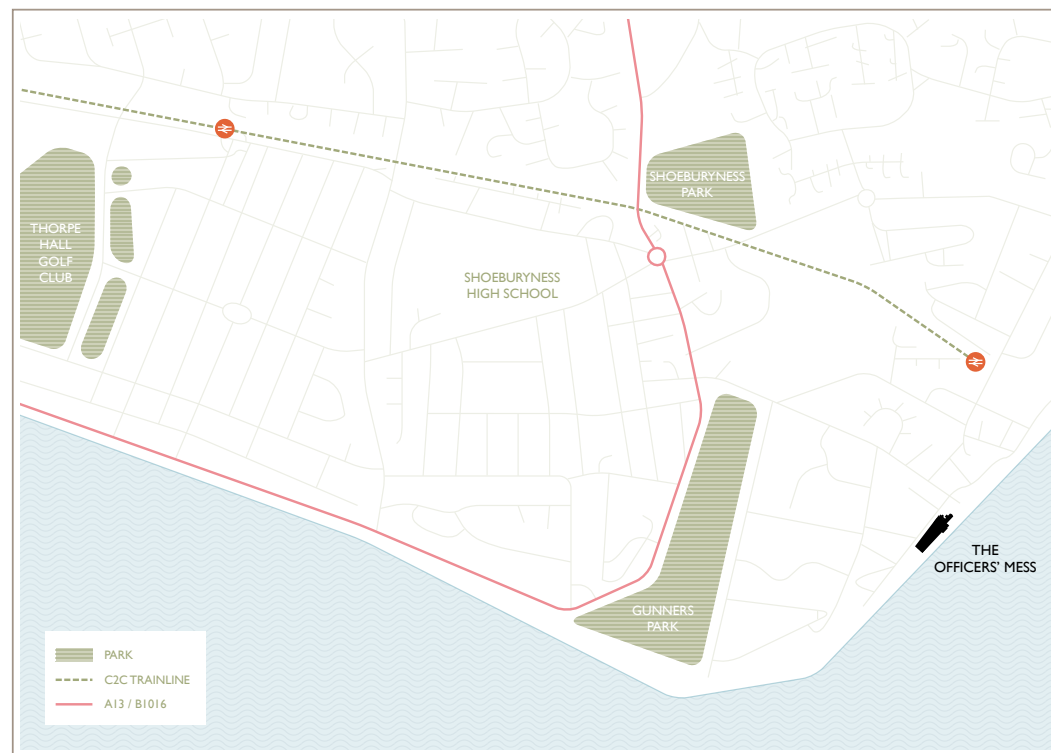 SHOEBURYNESS
PARK
THORPE
HALL
GOLF
CLUB
SHOEBURYNESS
HIGH SCHOOL
THE
OFFICERS’ MESS
GUNNERS
PARK
PARK
C2C TRAINLINE
A13 / B1016